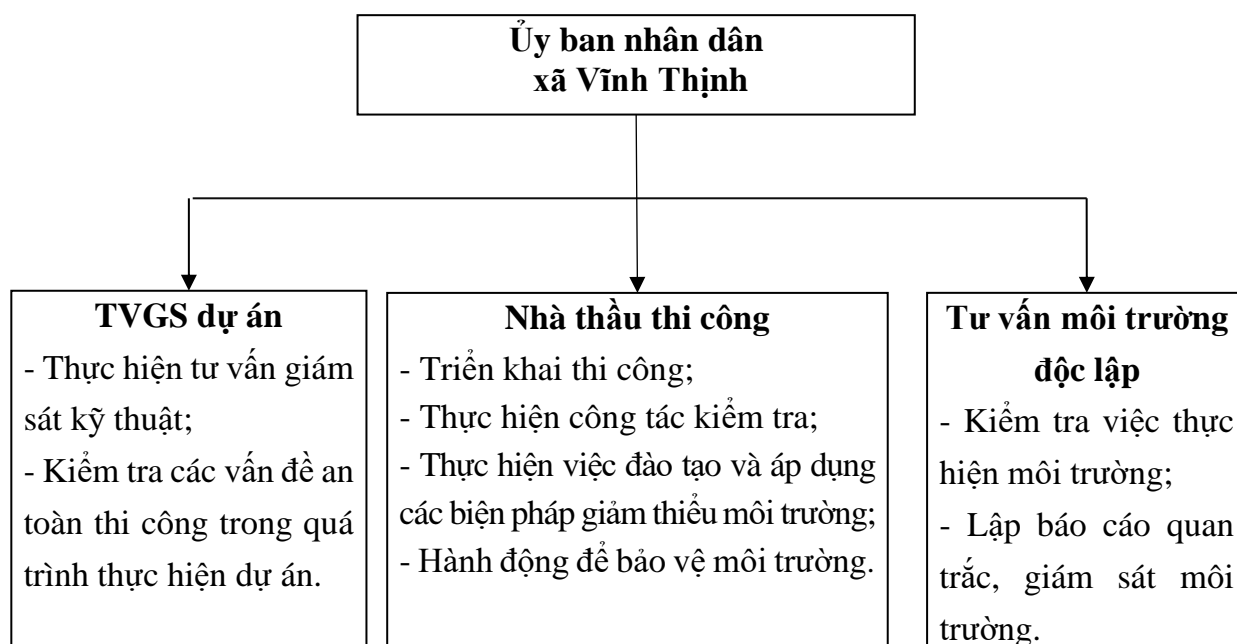 Ủy ban nhân dân
xã Vĩnh Thịnh
TVGS dự án
- Thực hiện tư vấn giám
sát kỹ thuật;
- Kiểm tra các vấn đề an
toàn thi công trong quá
trình thực hiện dự án.
Nhà thầu thi công
- Triển khai thi công;
- Thực hiện công tác kiểm tra;
- Thực hiện việc đào tạo và áp dụng
các biện pháp giảm thiểu môi trường;
- Hành động để bảo vệ môi trường.
Tư vấn môi trường
độc lập
- Kiểm tra việc thực
hiện môi trường;
- Lập báo cáo quan
trắc, giám sát môi
trường.